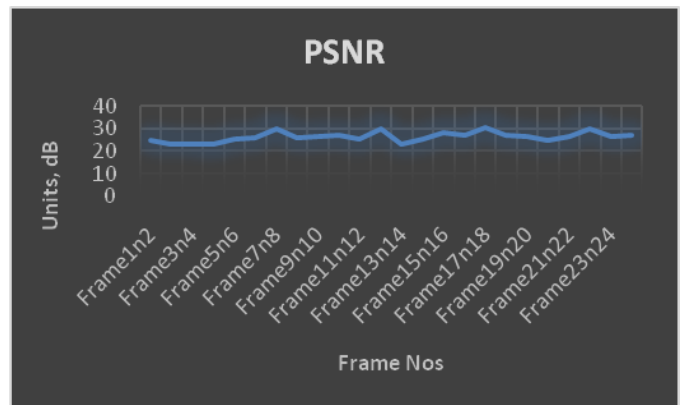 PSNR
40
30
20
10
0
Units, dB
Frame1n2
Frame3n4
Frame5n6
Frame7n8
Frame9n10
Frame11n12
Frame13n14
Frame15n16
Frame17n18
Frame19n20
Frame21n22
Frame23n24
Frame Nos